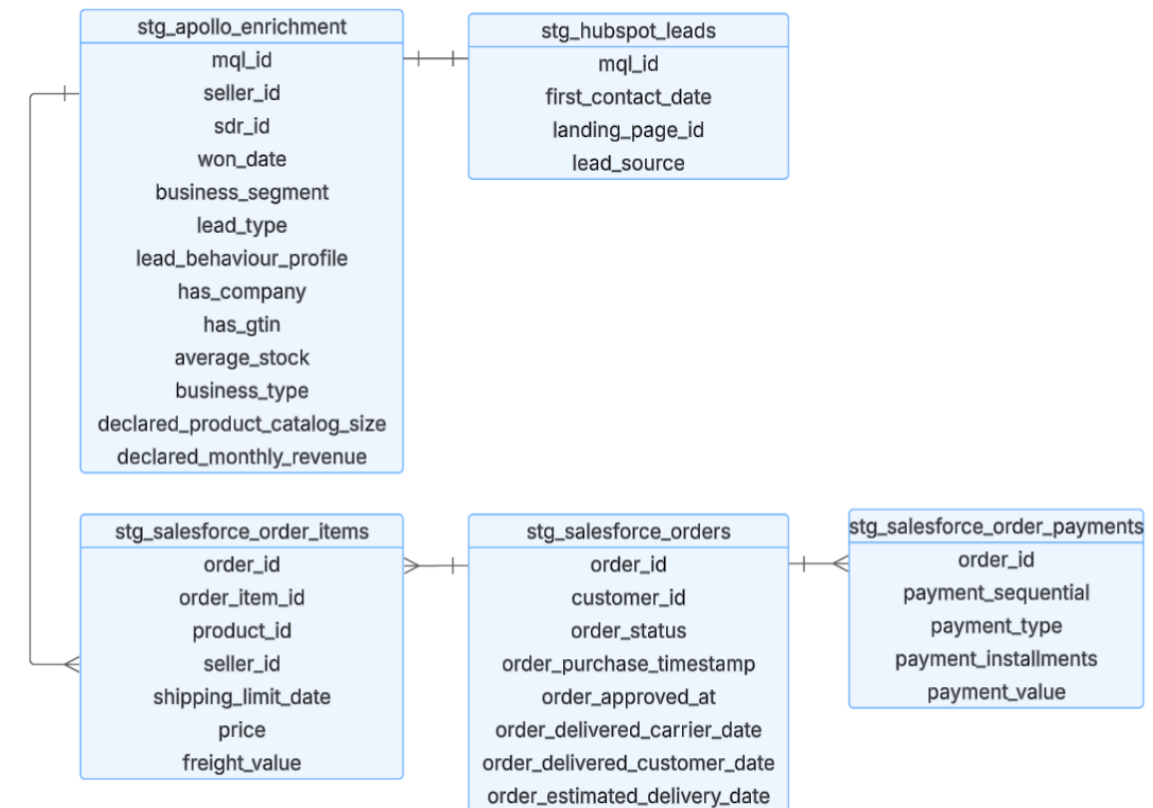 stg_apollo_enrichment
mql_id
seller_id
sdr_id
won_date
business_segment
lead_type
lead_behaviour_profile
has_company
has_gtin
average_stock
business_type
declared_product_catalog_size
declared_monthly_revenue
stg_hubspot_leads
mql_id
first_contact_date
landing_page_id
lead_source
stg_salesforce_order_items
order_id
order_item_id
product_id
seller_id
shipping_limit_date
price
freight_value
stg_salesforce_orders
order_id
customer_id
order_status
order_purchase_timestamp
order_approved_at
order_delivered_carrier_date
order_delivered_customer_date
order_estimated_delivery_date
stg_salesforce_order_payments
order_id
payment_sequential
payment_type
payment_installments
payment_value